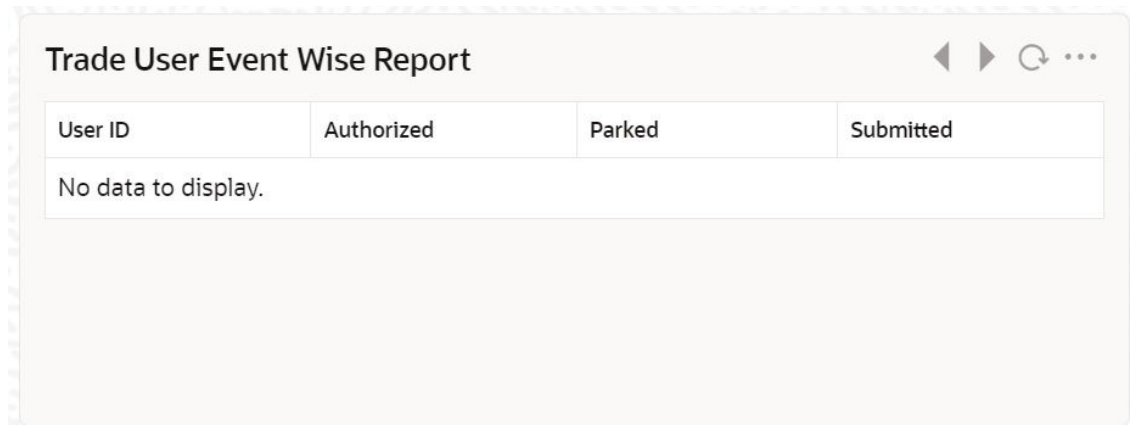 Trade User Event Wise Report
User ID Authorized Parked Submitted
No data to display.